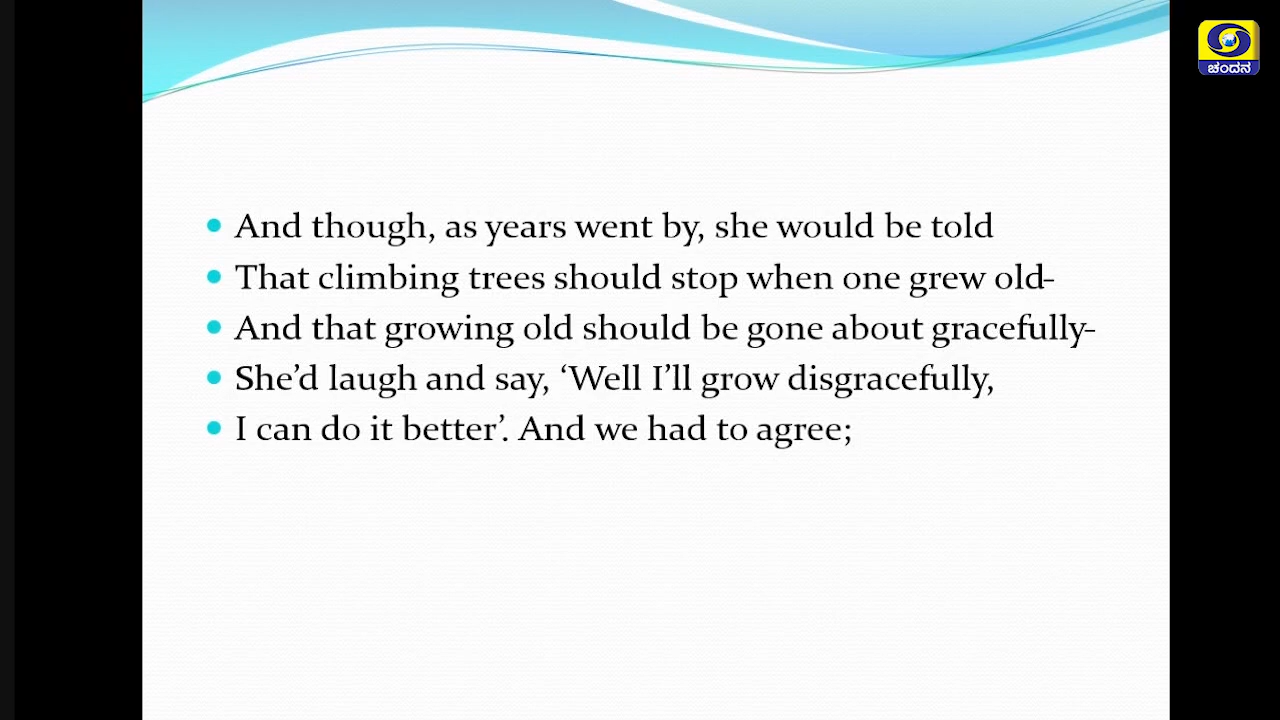 ಚಂದನ
And though, as years went by, she would be told
That climbing trees should stop when one grew old-
And that growing old should be gone about gracefully-
She’d laugh and say, ‘Well I’ll grow disgracefully,
I can do it better’. And we had to agree;